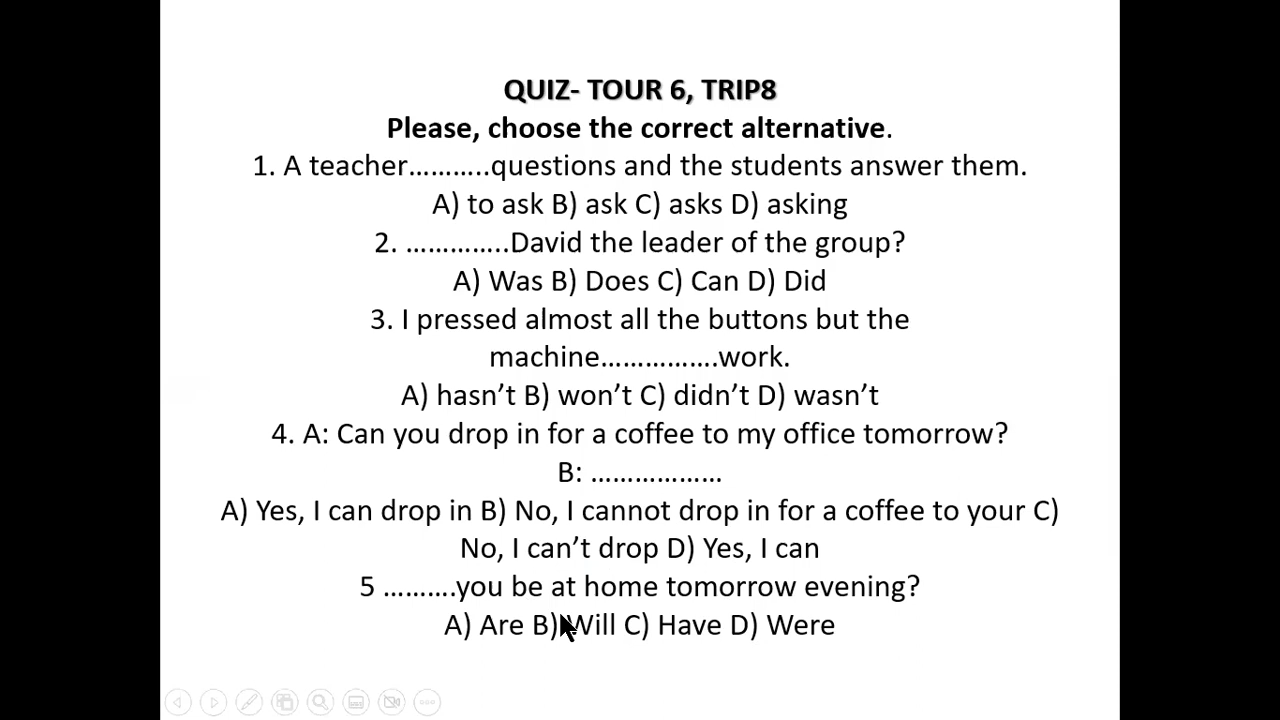 QUIZ- TOUR 6, TRIP8
Please, choose the correct alternative.
1. A teacher………..questions and the students answer them.
A) to ask B) ask C) asks D) asking
2. …………..David the leader of the group?
A) Was B) Does C) Can D) Did
3. I pressed almost all the buttons but the
machine…………….work.
A) hasn’t B) won’t C) didn’t D) wasn’t
4. A: Can you drop in for a coffee to my office tomorrow?
B: ………………
A) Yes, I can drop in B) No, I cannot drop in for a coffee to your C)
No, I can’t drop D) Yes, I can
5 ……….you be at home tomorrow evening?
A) Are B) Will C) Have D) Were